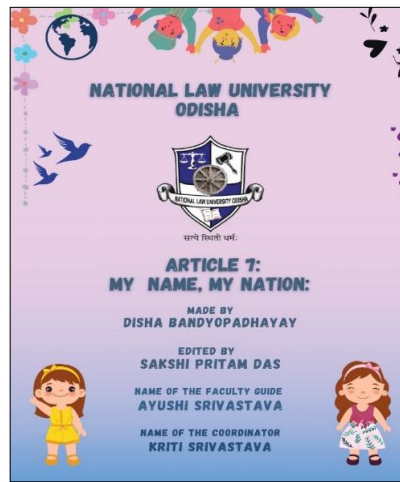 NATIONAL LAW UNIVERSITY
ODISHA
NATIONAL LAW UNIVERSITY ODISHA
सत्ये स्थितो धर्मः
ARTICLE 7:
MY NAME, MY NATION:
MADE BY
DISHA BANDYOPADHAYAY
EDITED BY
SAKSHI PRITAM DAS
NAME OF THE FACULTY GUIDE
AYUSHI SRIVASTAVA
NAME OF THE COORDINATOR
KRITI SRIVASTAVA